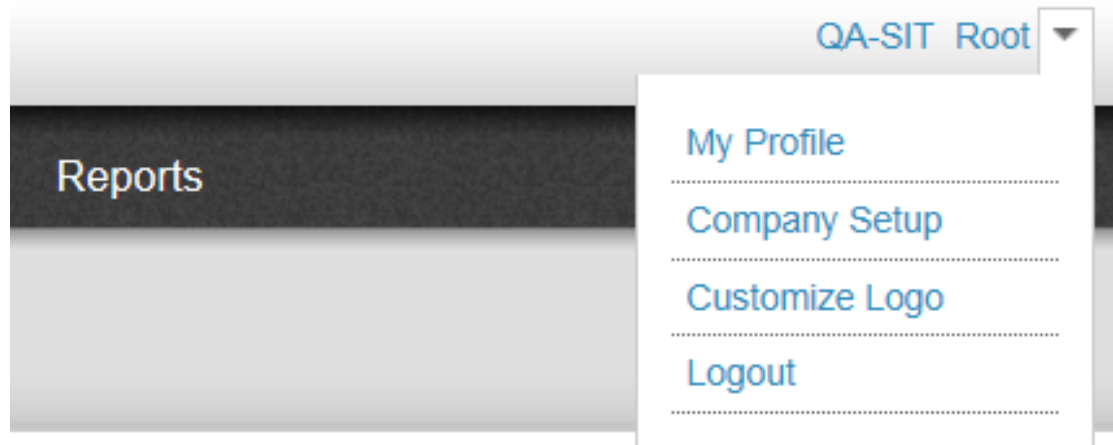 QA-SIT Root
Reports
My Profile
Company Setup
Customize Logo
Logout